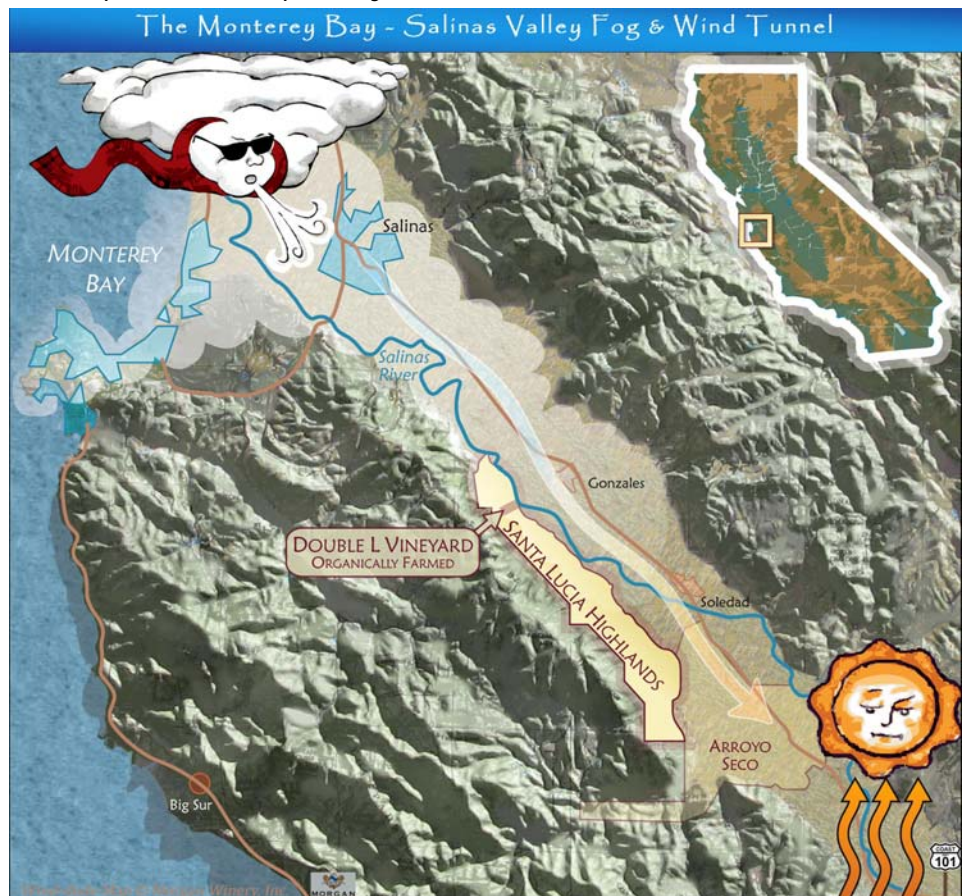 The Monterey Bay - Salinas Valley Fog & Wind Tunnel
Salinas
MONTEREY
BAY
Salinas
River
Gonzales
DOUBLE L VINEYARD
ORGANICALLY FARMED
SANTA LUCIA HIGHLANDS
Soledad
ARROYO
SECO
Big Sur
COAST
101
MORGAN